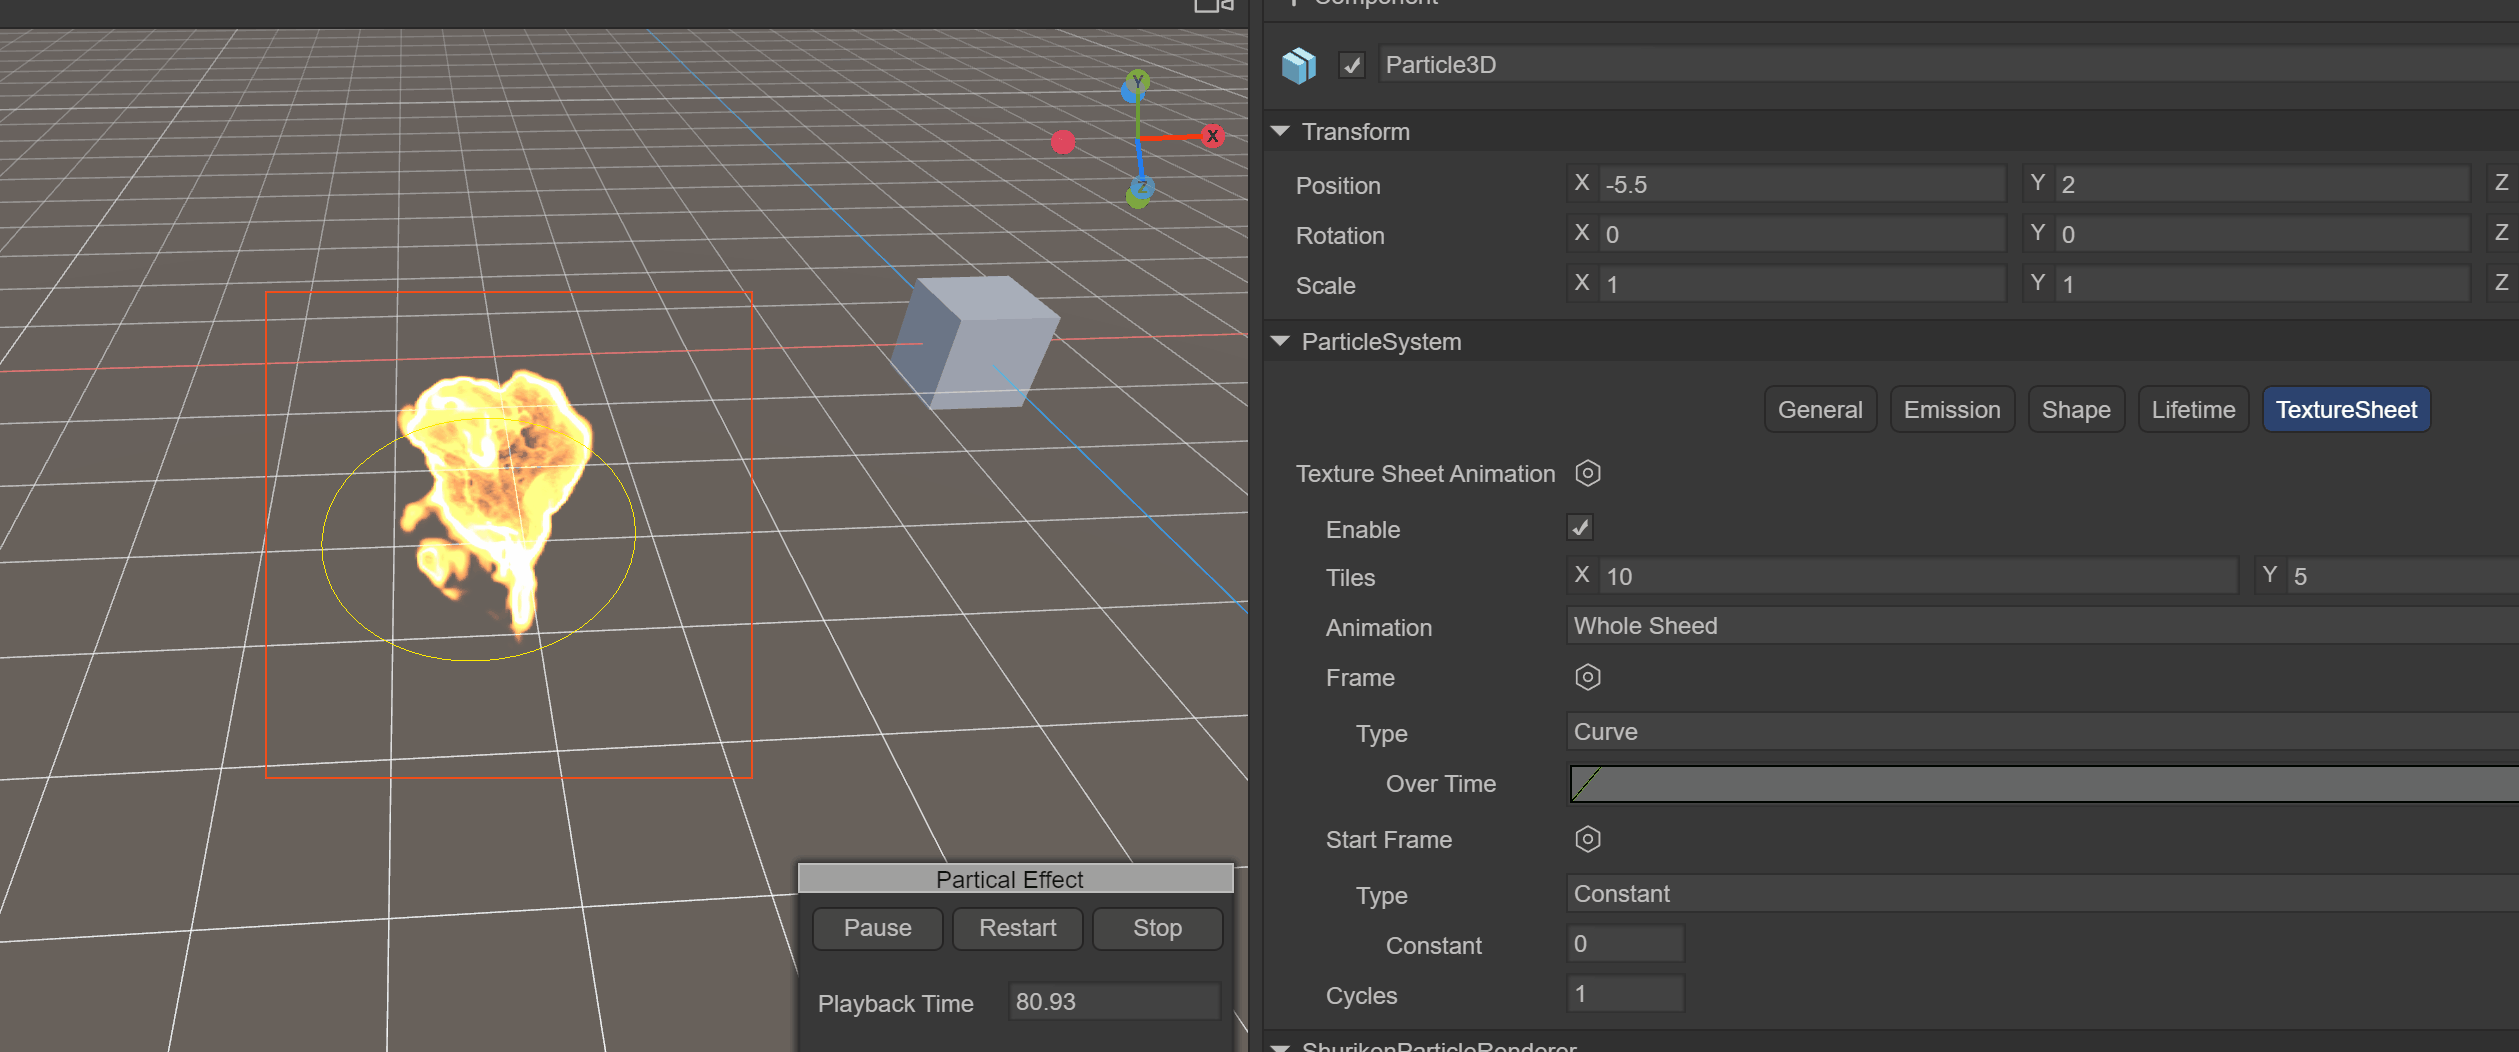 Component
Particle3D
Transform
Position X -5.5 Y 2 Z
Rotation X 0 Y 0 Z
Scale X 1 Y 1 Z
ParticleSystem
General Emission Shape Lifetime TextureSheet
Texture Sheet Animation
Enable
Tiles X 10 Y 5
Animation Whole Sheed
Frame
Type Curve
Over Time
Start Frame
Type Constant
Constant 0
Cycles 1
ShurikenParticleRenderer
Y
X
Z
Partical Effect
Pause Restart Stop
Playback Time 80.93